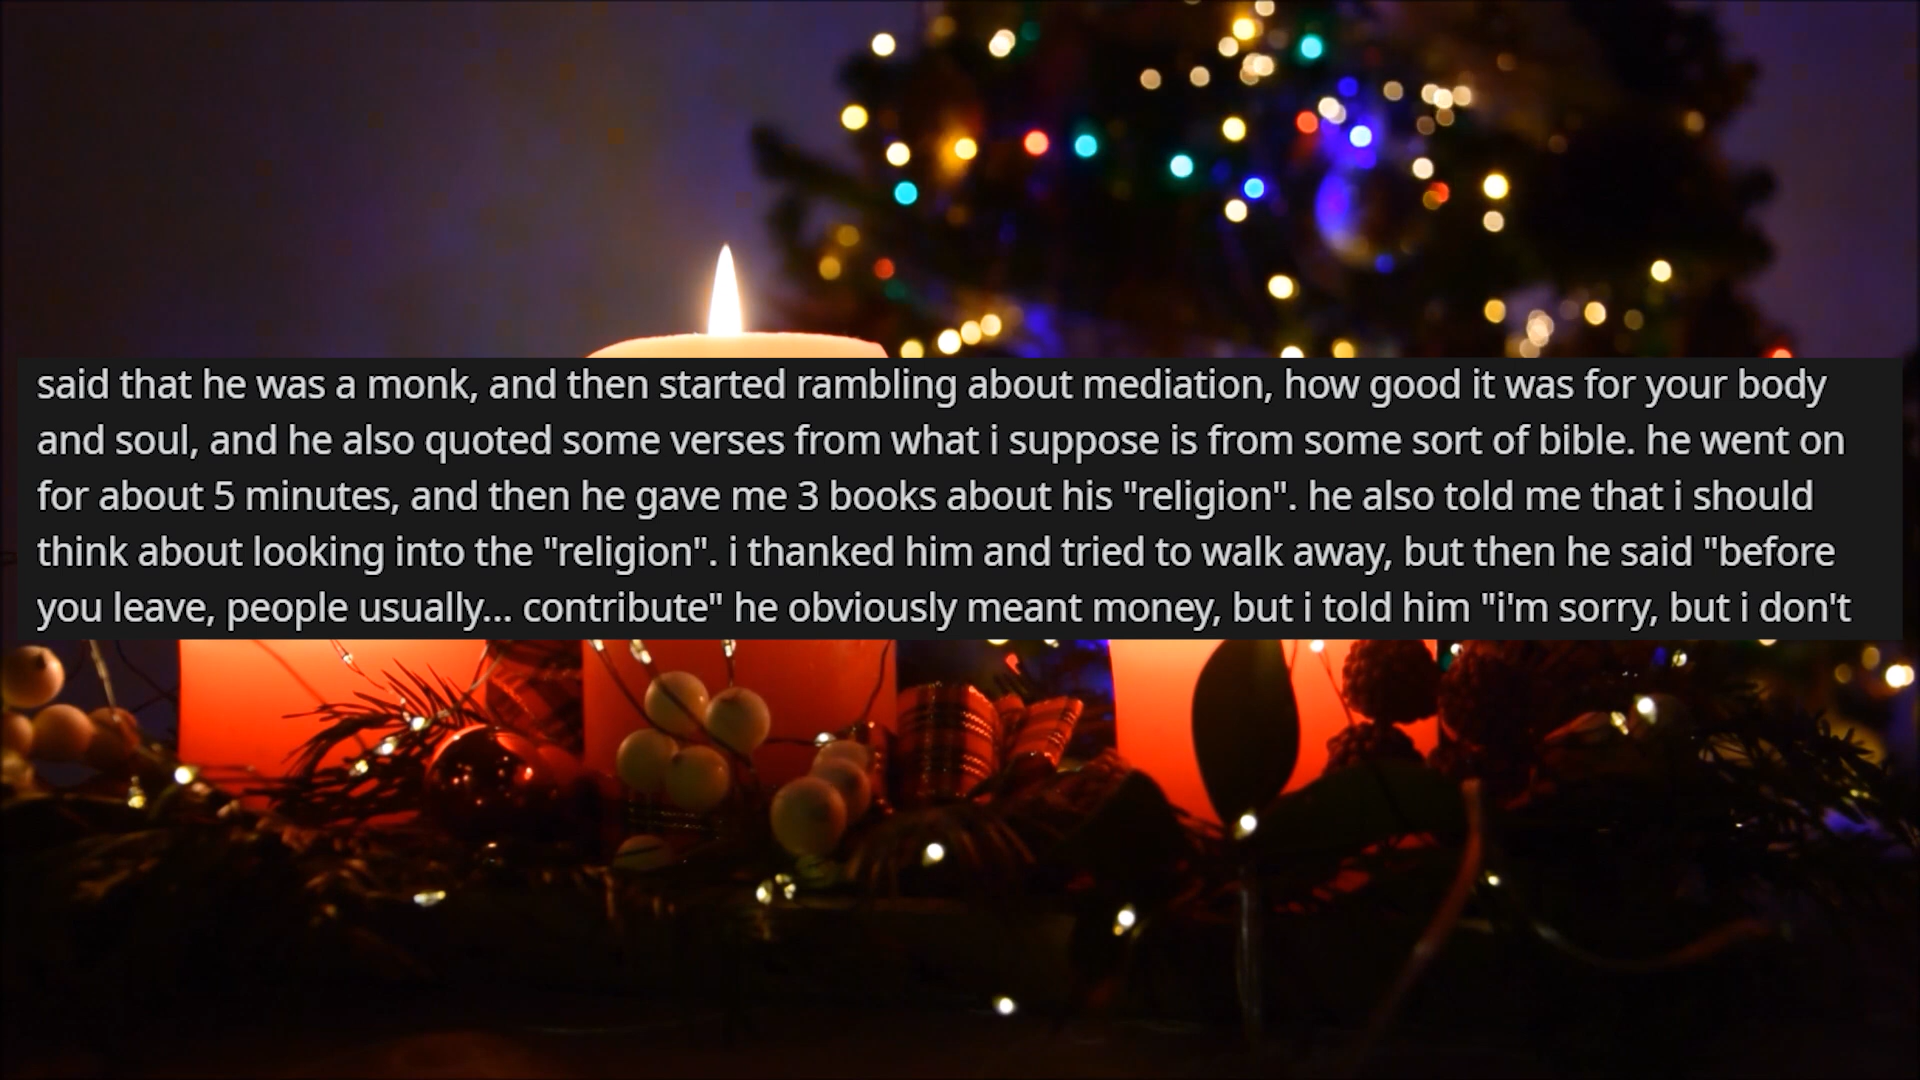 said that he was a monk, and then started rambling about mediation, how good it was for your body
and soul, and he also quoted some verses from what i suppose is from some sort of bible. he went on
for about 5 minutes, and then he gave me 3 books about his "religion". he also told me that i should
think about looking into the "religion". i thanked him and tried to walk away, but then he said "before
you leave, people usually... contribute" he obviously meant money, but i told him "i'm sorry, but i don't